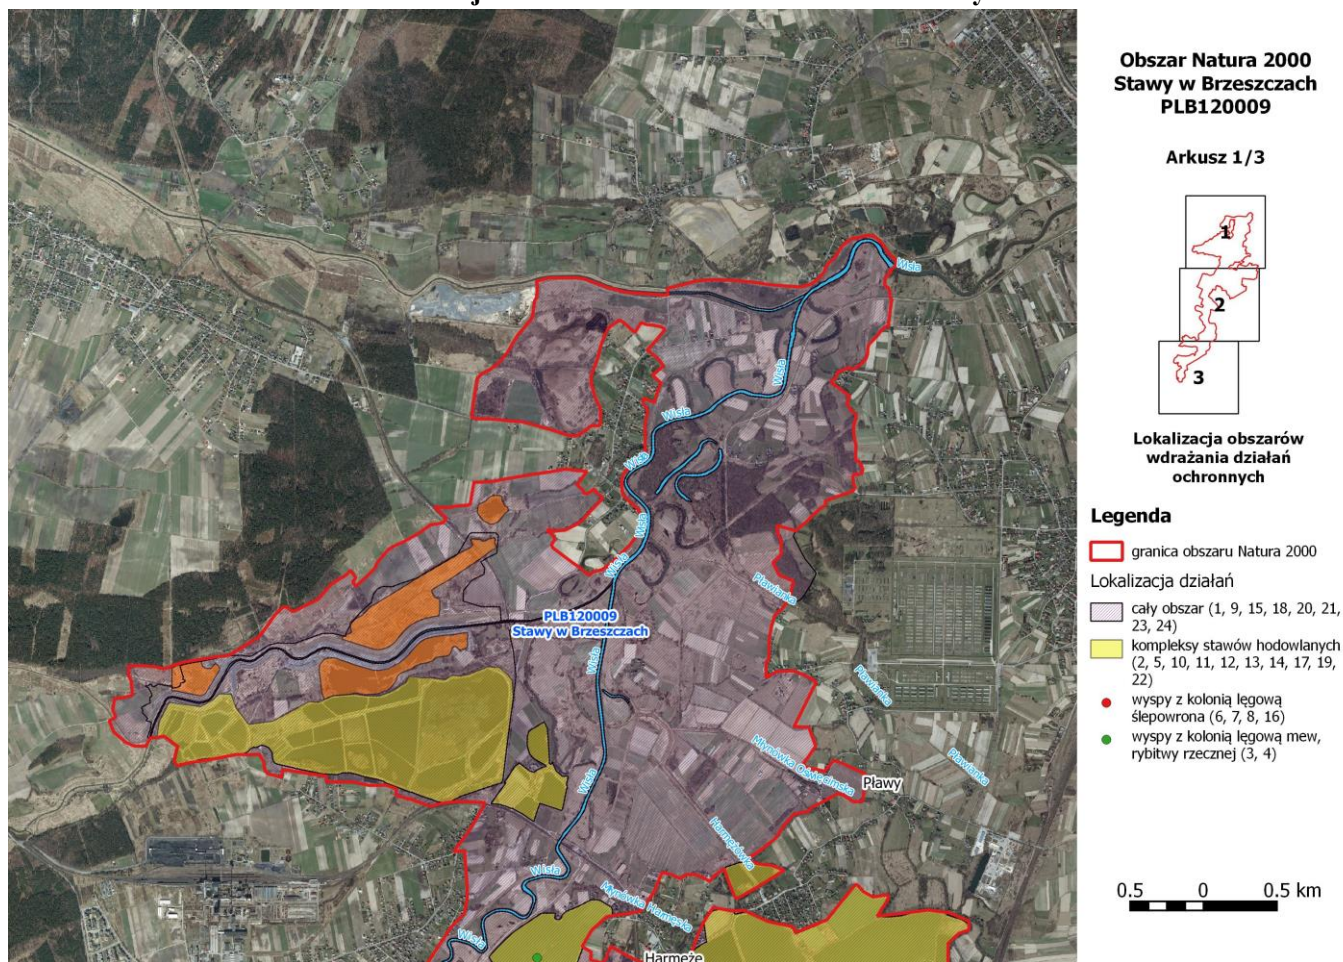 Obszar Natura 2000
Stawy w Brzeszczach
PLB120009
Arkusz 1/3
1
2
3
Lokalizacja obszarów
wdrażania działań
ochronnych
Legenda
granica obszaru Natura 2000
Lokalizacja działań
cały obszar (1, 9, 15, 18, 20, 21,
23, 24)
kompleksy stawów hodowlanych
(2, 5, 10, 11, 12, 13, 14, 17, 19,
22)
wyspy z kolonią lęgową
ślepowrona (6, 7, 8, 16)
wyspy z kolonią lęgową mew,
rybitwy rzecznej (3, 4)
0.5 0 0.5 km
Wisła
Wisła
Wisła
Wisła
Wisła
Wisła
Pławianka
PLB120009
Stawy w Brzeszczach
Wisła
Pławianka
Młynówka Oświęcimska
Pławianka
Wisła
Pławy
Harmężówka
Wisła
Młynówka Harmęska
Wisła
Harmęże